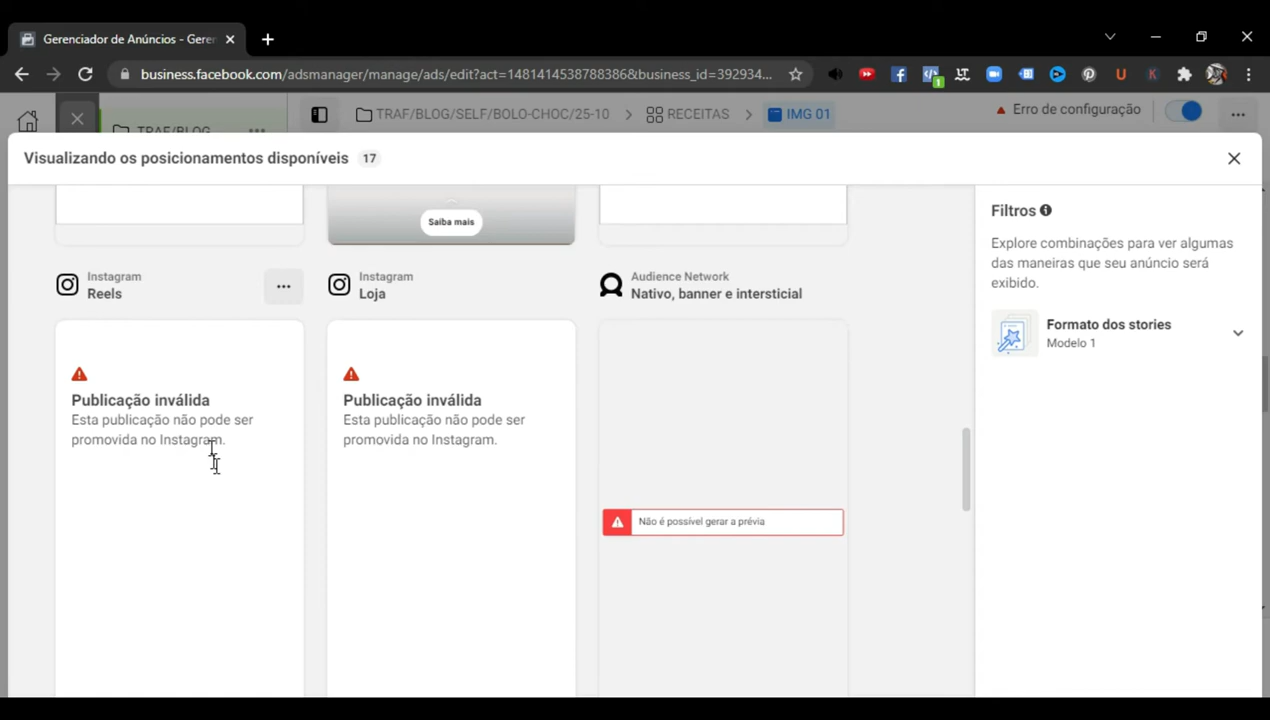 Gerenciador de Anúncios - Geren
business.facebook.com/adsmanager/manage/ads/edit?act=1481414538788386&business_id=392934...
1
TRAF/BLOG
TRAF/BLOG/SELF/BOLO-CHOC/25-10
RECEITAS
IMG 01
Erro de configuração
Visualizando os posicionamentos disponíveis 17
Saiba mais
Instagram
Reels
Instagram
Loja
Audience Network
Nativo, banner e intersticial
Publicação inválida
Esta publicação não pode ser
promovida no Instagram.
Publicação inválida
Esta publicação não pode ser
promovida no Instagram.
Não é possível gerar a prévia
Filtros
Explore combinações para ver algumas
das maneiras que seu anúncio será
exibido.
Formato dos stories
Modelo 1